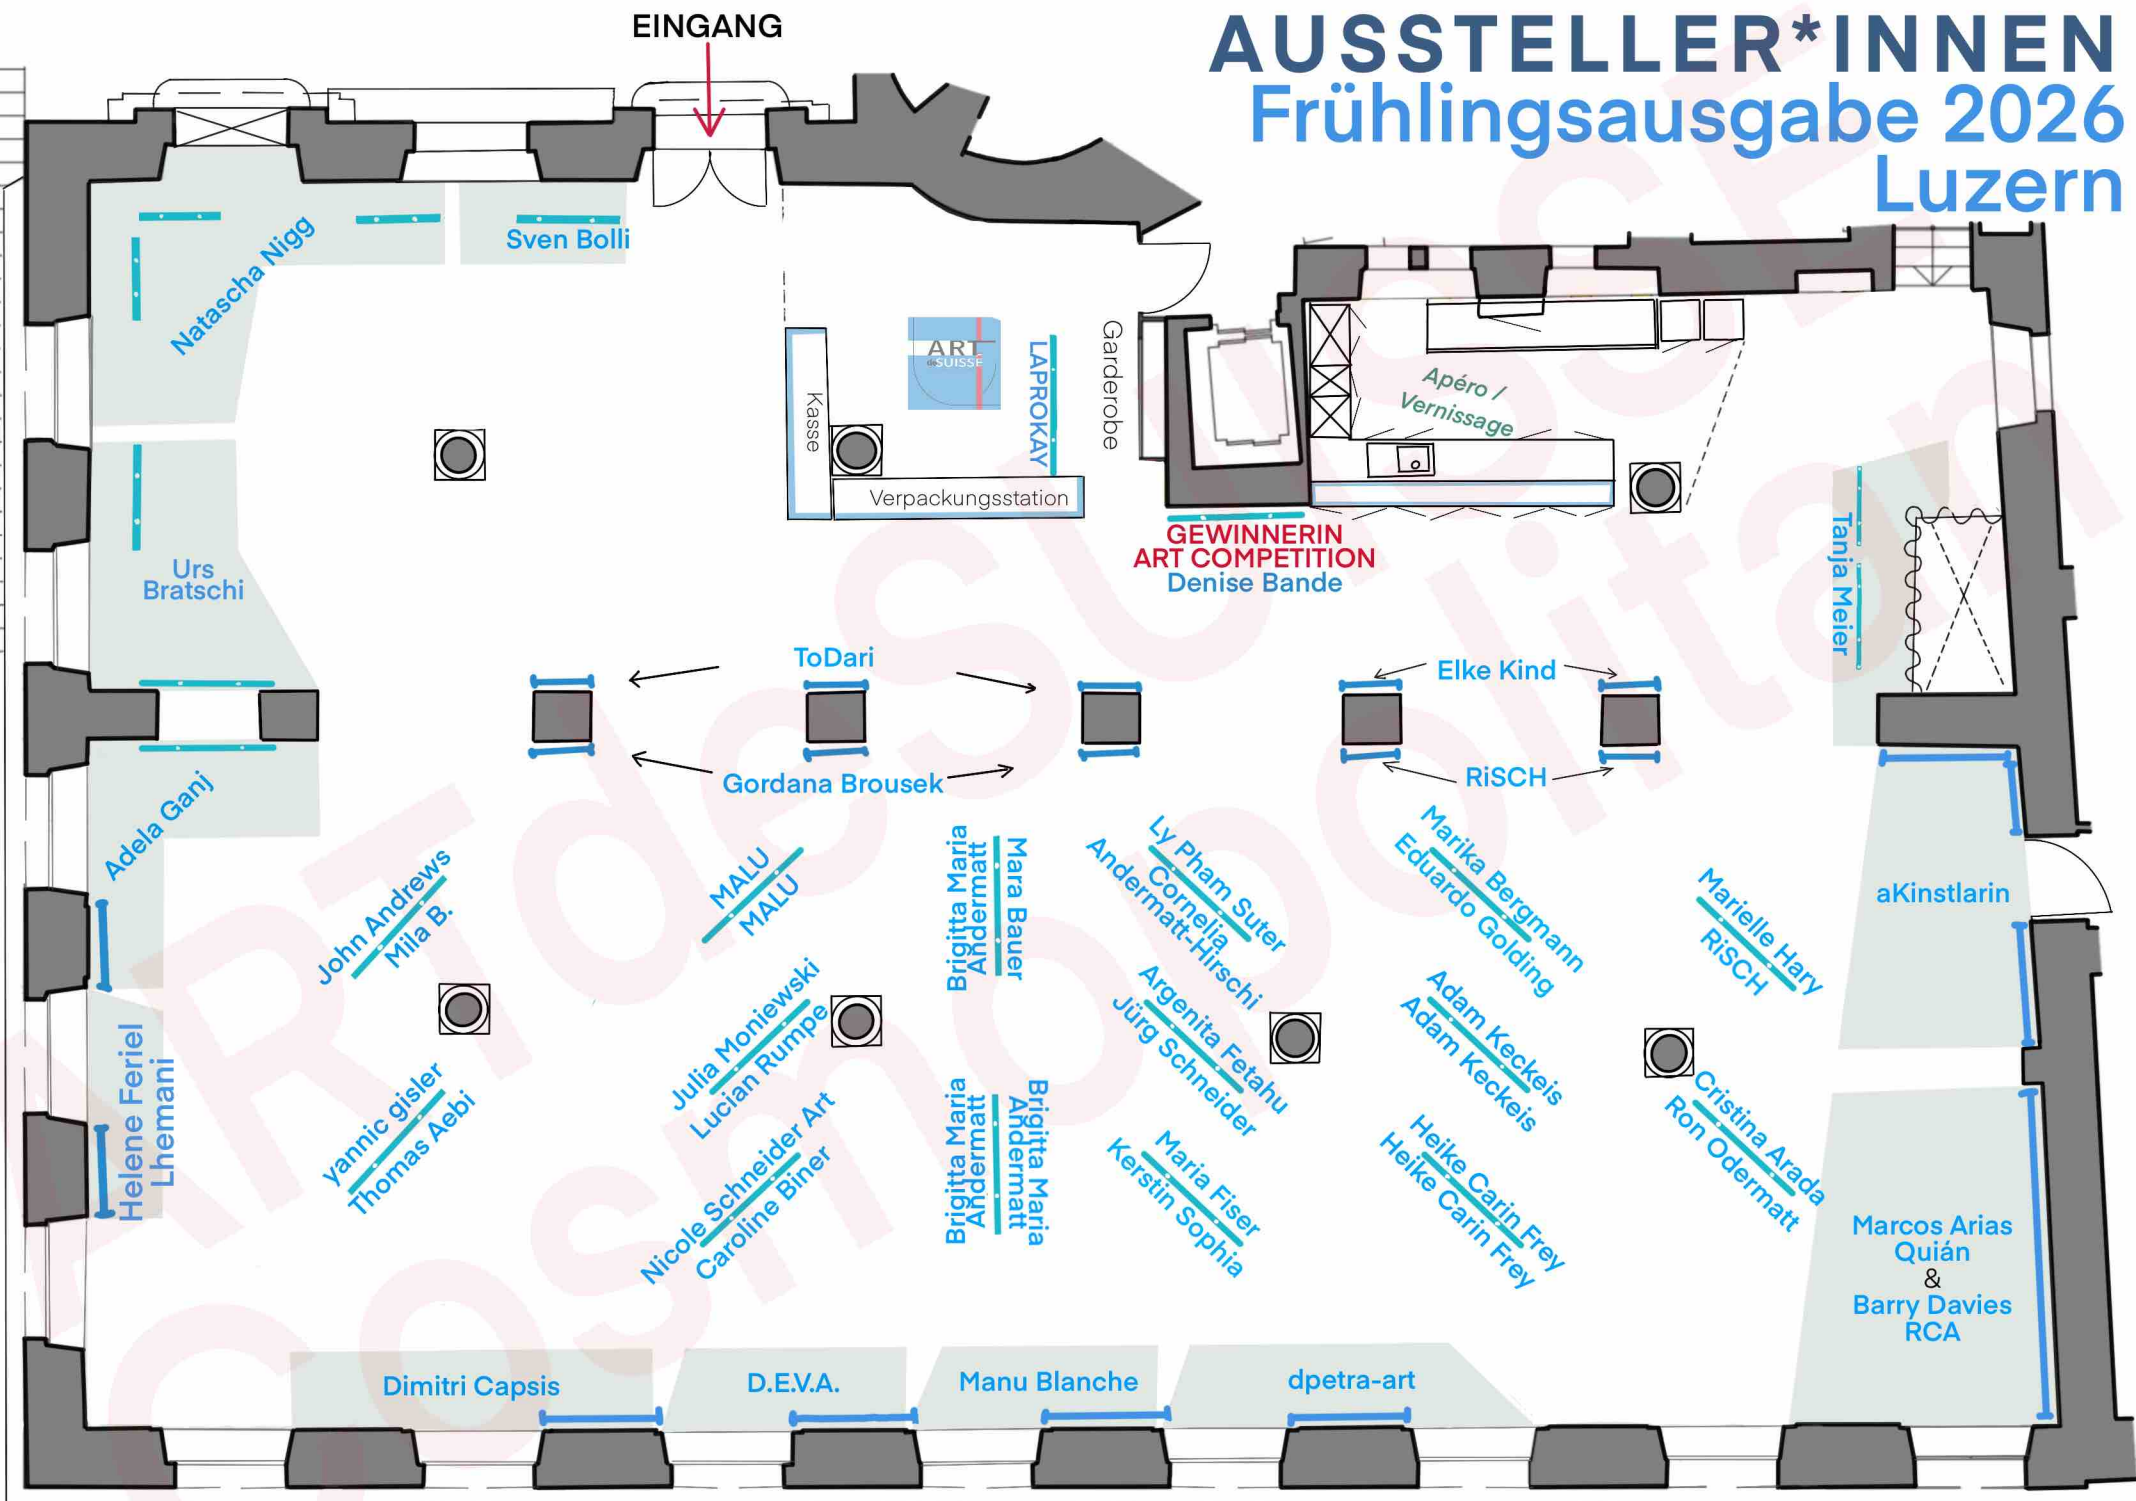 EINGANG
AUSSTELLER*INNEN
Frühlingsausgabe 2026
Luzern
Natascha Nigg
Sven Bolli
Kasse
ART
deSUISSE
LAPROKAY
Garderobe
Verpackungsstation
Apéro /
Vernissage
GEWINNERIN
ART COMPETITION
Denise Bande
Tanja Meier
Urs
Bratschi
ToDari
Elke Kind
Gordana Brousek
RiSCH
Adela Ganj
John Andrews
Mila B.
MALU
MALU
Brigitta Maria
Andermatt
Mara Bauer
Ly Pham Suter
Cornelia
Andermatt-Hirschi
Marika Bergmann
Eduardo Golding
Marielle Hary
RiSCH
aKinstlarin
Helene Feriel
Lhemani
yannic gisler
Thomas Aebi
Julia Moniewski
Lucian Rumpe
Nicole Schneider Art
Caroline Biner
Brigitta Maria
Andermatt
Brigitta Maria
Andermatt
Argenita Fetahu
Jürg Schneider
Maria Fiser
Kerstin Sophia
Adam Keckeis
Adam Keckeis
Heike Carin Frey
Heike Carin Frey
Cristina Arada
Ron Odermatt
Marcos Arias
Quián
&
Barry Davies
RCA
Dimitri Capsis
D.E.V.A.
Manu Blanche
dpetra-art
ARTdeSUISSE
Cosmopolitan